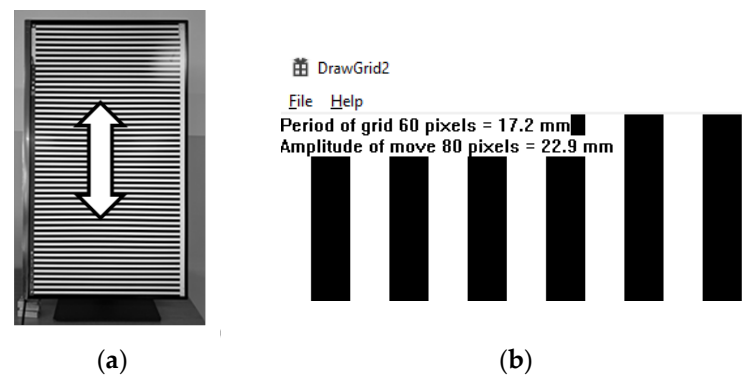 DrawGrid2
File Help
Period of grid 60 pixels = 17.2 mm
Amplitude of move 80 pixels = 22.9 mm
(a)
(b)